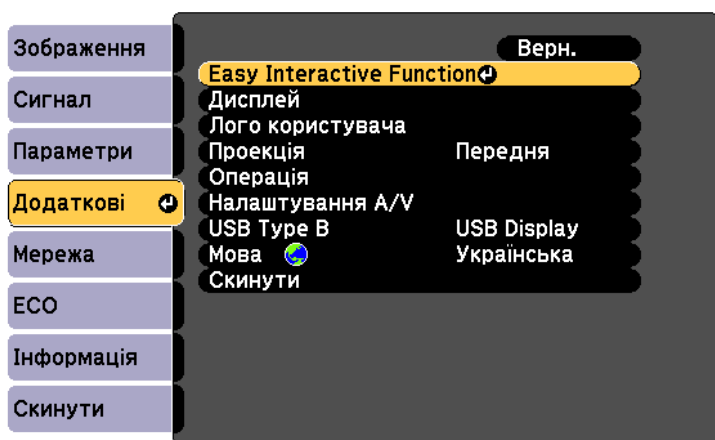 Зображення
Сигнал
Параметри
Додаткові
Мережа
ECO
Інформація
Скинути
Верн.
Easy Interactive Function
Дисплей
Лого користувача
Проекція Передня
Операція
Налаштування A/V
USB Type B USB Display
Мова Українська
Скинути